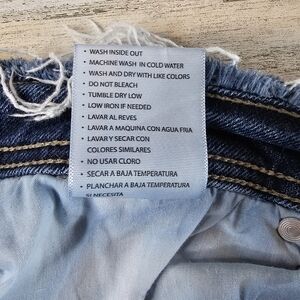 • WASH INSIDE OUT
• MACHINE WASH IN COLD WATER
• WASH AND DRY WITH LIKE COLORS
• DO NOT BLEACH
• TUMBLE DRY LOW
• LOW IRON IF NEEDED
• LAVAR AL REVES
• LAVAR A MAQUINA CON AGUA FRIA
• LAVAR Y SECAR CON
COLORES SIMILARES
• NO USAR CLORO
• SECAR A BAJA TEMPERATURA
• PLANCHAR A BAJA TEMPERATURA
SI NECESITA